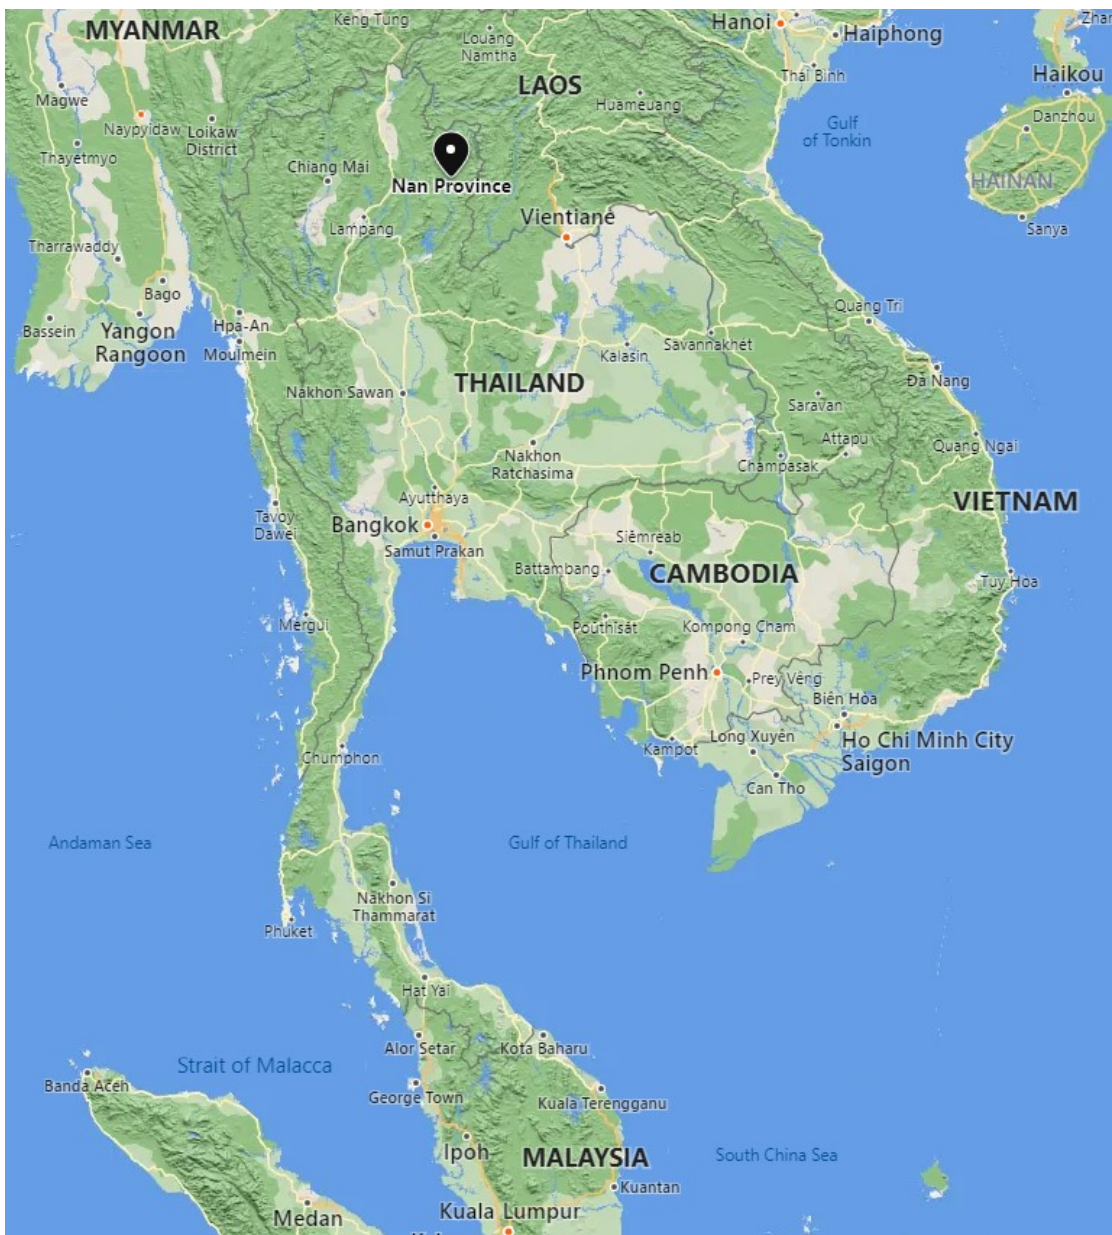 MYANMAR
Keng Tung
Louang
Namtha
Hanoi
Haiphong
Zhan
Thai Binh
Haikou
LAOS
Magwe
Huameuang
Danzhou
Naypyidaw
Loikaw
District
Gulf
of Tonkin
Thayetmyo
Chiang Mai
Nan Province
HAINAN
Lampang
Vientiane
Sanya
Tharrawaddy
Bago
Bassein
Yangon
Rangoon
Hpa-An
Moulmein
Quang Tri
Kalasin
Savannakhet
THAILAND
Nakhon Sawan
Da Nang
Saravan
Nakhon
Ratchasima
Champasak
Attapu
Quang Ngai
Ayutthaya
Tavoy
Dawei
Bangkok
VIETNAM
Samut Prakan
Siĕmreab
Battambang
CAMBODIA
Tuy Hoa
Mergui
Poŭthĭsăt
Kompong Cham
Phnom Penh
Prey Vêng
Biên Hòa
Chumphon
Kampot
Long Xuyên
Ho Chi Minh City
Saigon
Can Tho
Andaman Sea
Gulf of Thailand
Nakhon Si
Thammarat
Phuket
Hat Yai
Alor Setar
Kota Baharu
Strait of Malacca
Banda Aceh
George Town
Kuala Terengganu
Ipoh
MALAYSIA
South China Sea
Kuantan
Medan
Kuala Lumpur